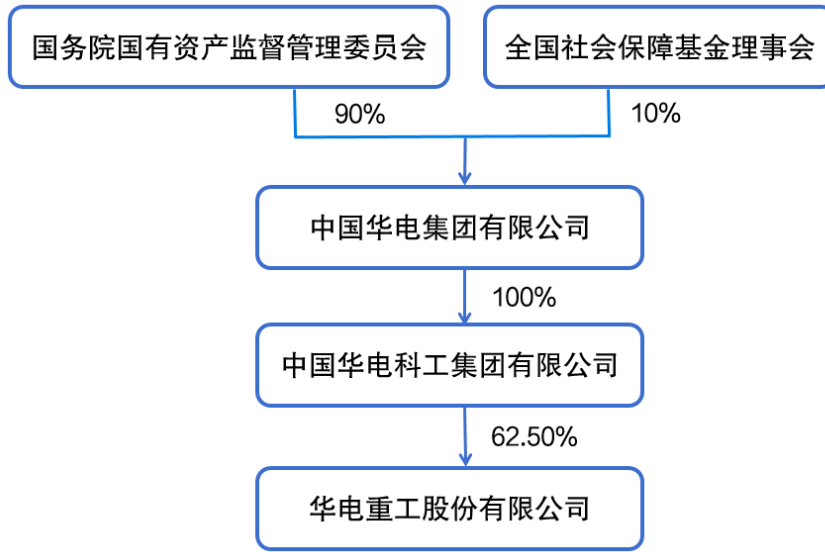 国务院国有资产监督管理委员会
全国社会保障基金理事会
90%
10%
中国华电集团有限公司
100%
中国华电科工集团有限公司
62.50%
华电重工股份有限公司